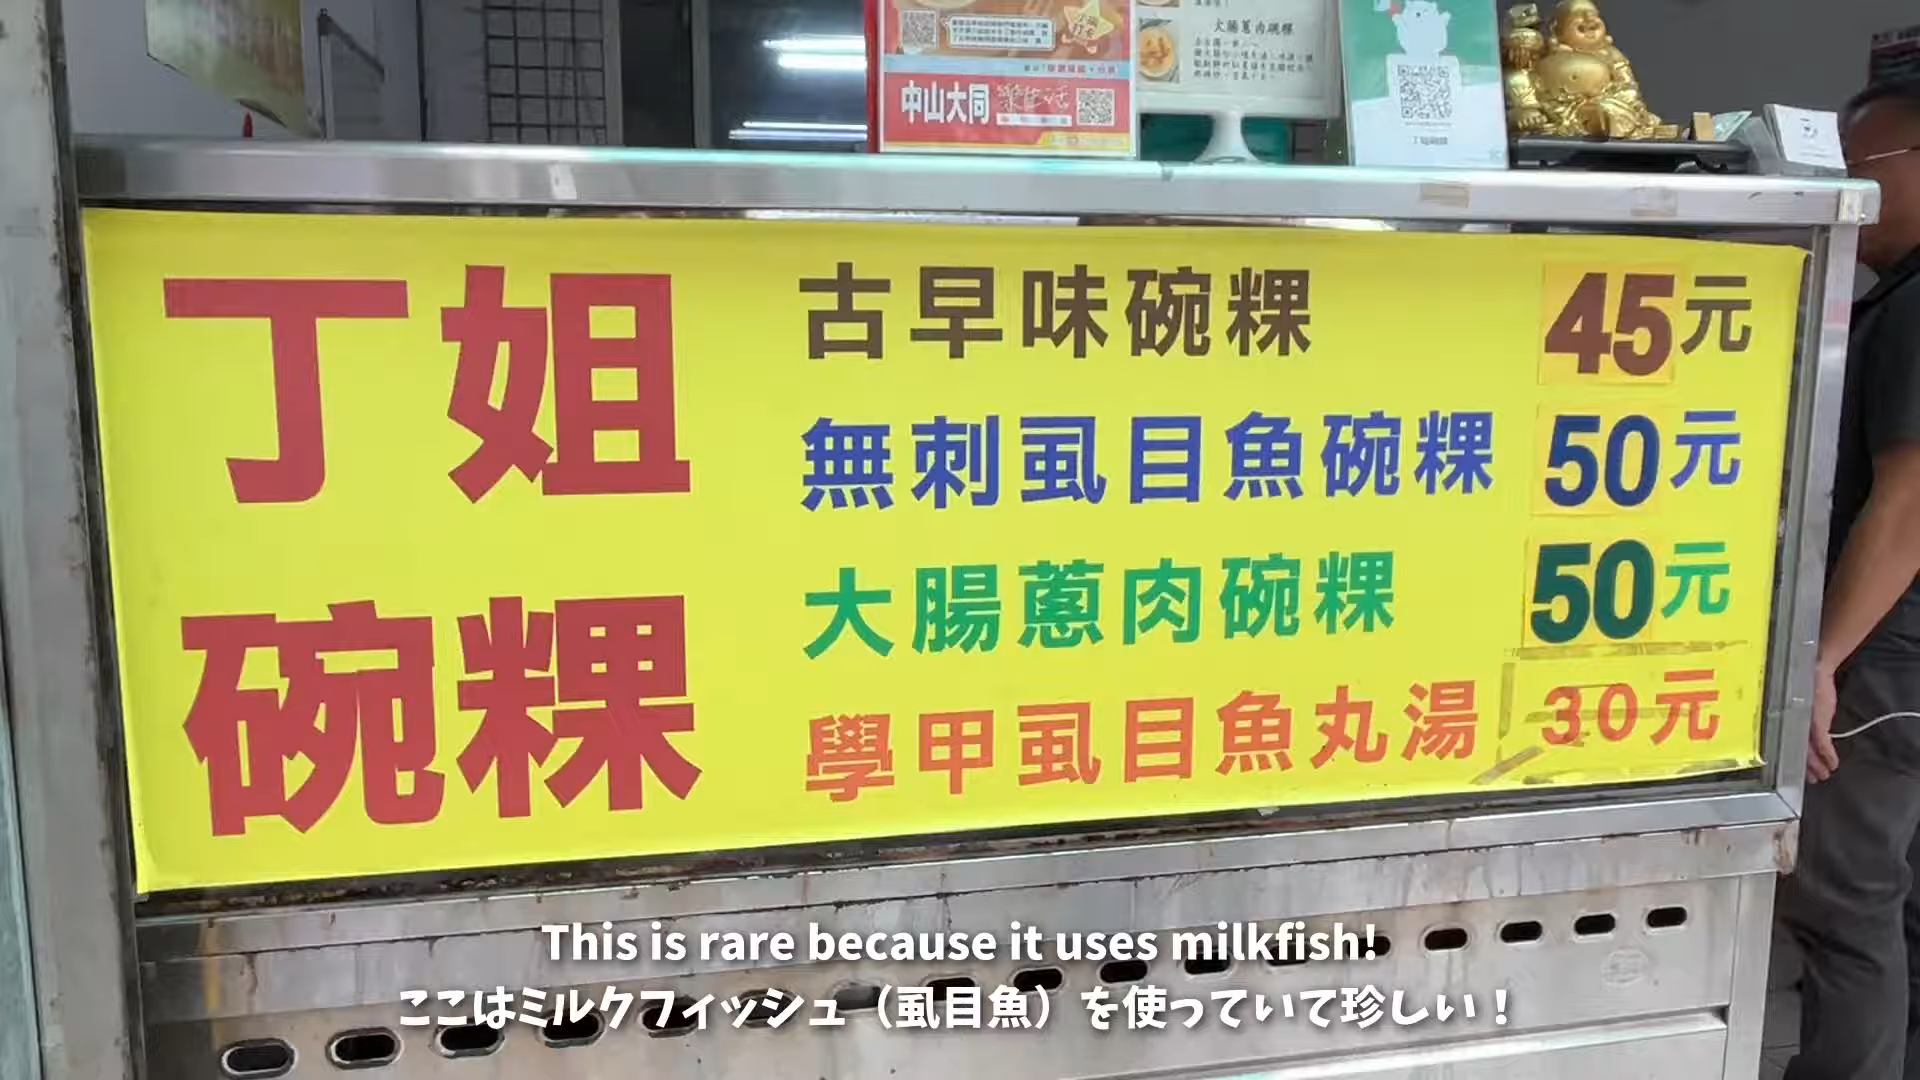 中山大同
樂生活
大腸蔥肉碗粿
丁姐
碗粿
古早味碗粿 45元
無刺虱目魚碗粿 50元
大腸蔥肉碗粿 50元
學甲虱目魚丸湯 30元
This is rare because it uses milkfish!
ここはミルクフィッシュ（虱目魚）を使っていて珍しい！